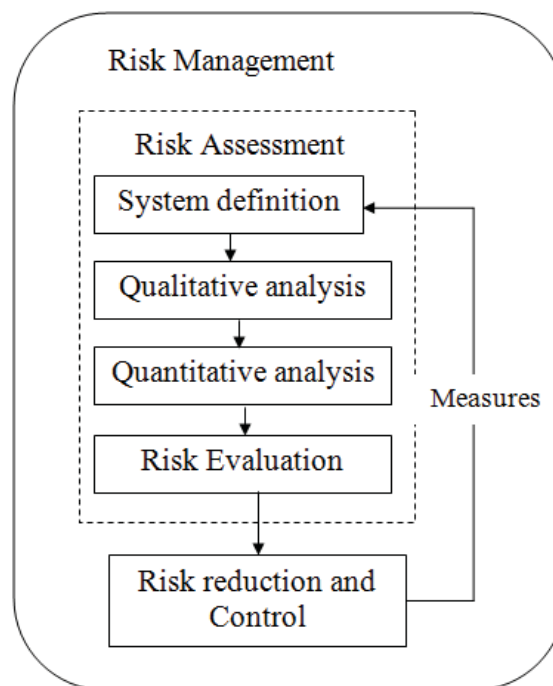 Risk Management
Risk Assessment
System definition
Qualitative analysis
Quantitative analysis
Measures
Risk Evaluation
Risk reduction and
Control